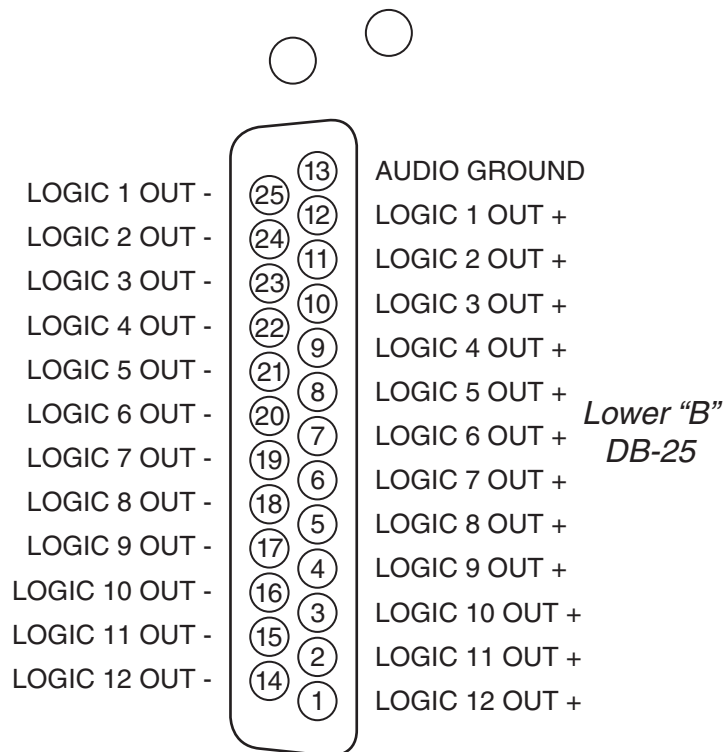 13 AUDIO GROUND
LOGIC 1 OUT - 25
12 LOGIC 1 OUT +
LOGIC 2 OUT - 24
11 LOGIC 2 OUT +
LOGIC 3 OUT - 23
10 LOGIC 3 OUT +
LOGIC 4 OUT - 22
9 LOGIC 4 OUT +
LOGIC 5 OUT - 21
8 LOGIC 5 OUT +
LOGIC 6 OUT - 20
7 LOGIC 6 OUT +
LOGIC 7 OUT - 19
6 LOGIC 7 OUT +
LOGIC 8 OUT - 18
5 LOGIC 8 OUT +
LOGIC 9 OUT - 17
4 LOGIC 9 OUT +
LOGIC 10 OUT - 16
3 LOGIC 10 OUT +
LOGIC 11 OUT - 15
2 LOGIC 11 OUT +
LOGIC 12 OUT - 14
1 LOGIC 12 OUT +
Lower “B”
DB-25